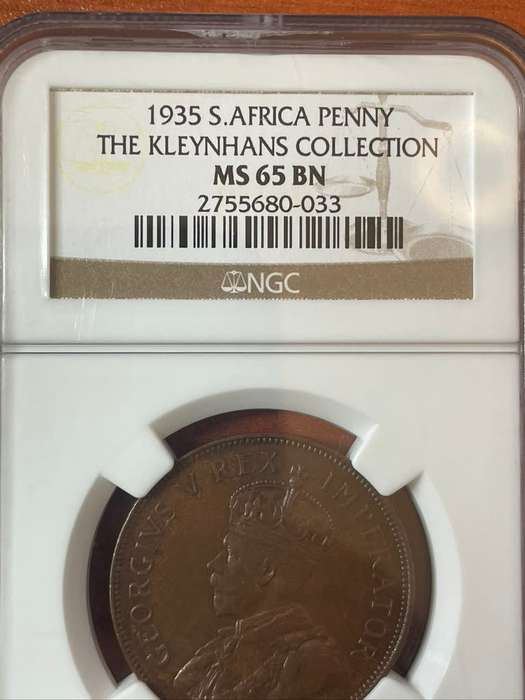 1935 S.AFRICA PENNY
THE KLEYNHANS COLLECTION
MS 65 BN
2755680-033
NGC
GEORGIVS V REX IMPERATOR